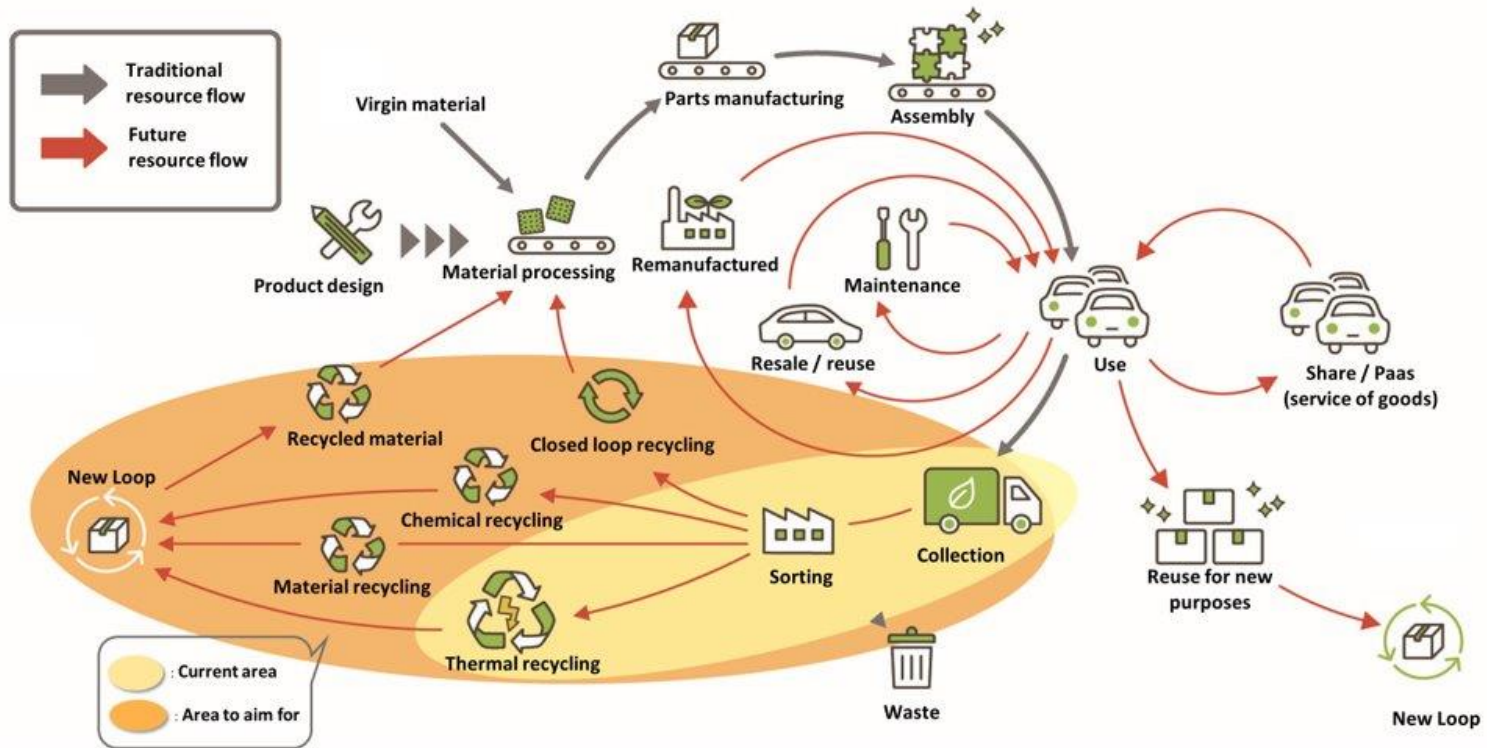 Traditional
resource flow
Future
resource flow
Virgin material
Parts manufacturing
Assembly
Product design
Material processing
Remanufactured
Maintenance
Resale / reuse
Use
Share / Paas
(service of goods)
Recycled material
Closed loop recycling
New Loop
Chemical recycling
Material recycling
Thermal recycling
Sorting
Collection
Reuse for new
purposes
Waste
New Loop
: Current area
: Area to aim for